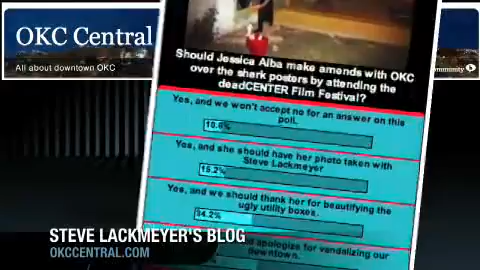 OKC Central
All about downtown OKC
ommunity
Should Jessica Alba make amends with OKC
over the shark posters by attending the
deadCENTER Film Festival?
Yes, and we won't accept no for an answer on this
poll.
18.6%
Yes, and she should have her photo taken with
Steve Lackmeyer
15.2%
Yes, and we should thank her for beautifying the
ugly utility boxes.
34.2%
apologize for vandalizing our
downtown.
STEVE LACKMEYER'S BLOG
OKCCENTRAL.COM